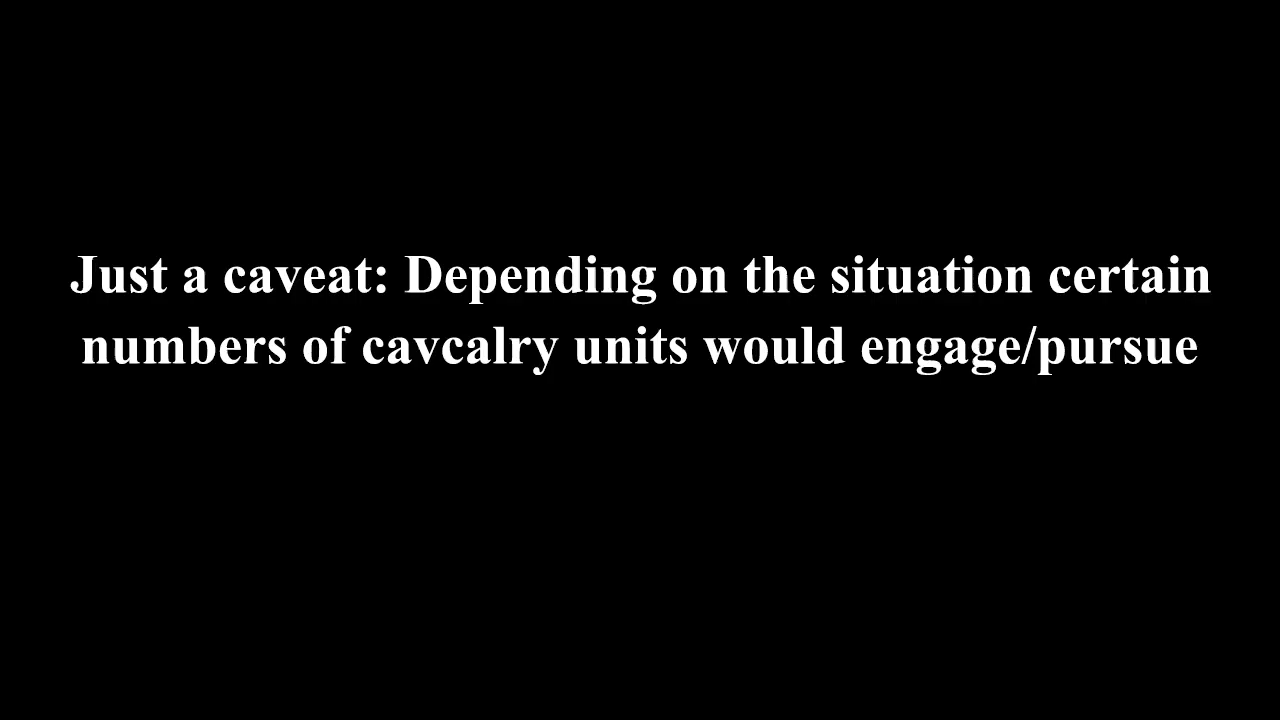 Just a caveat: Depending on the situation certain
numbers of cavcalry units would engage/pursue